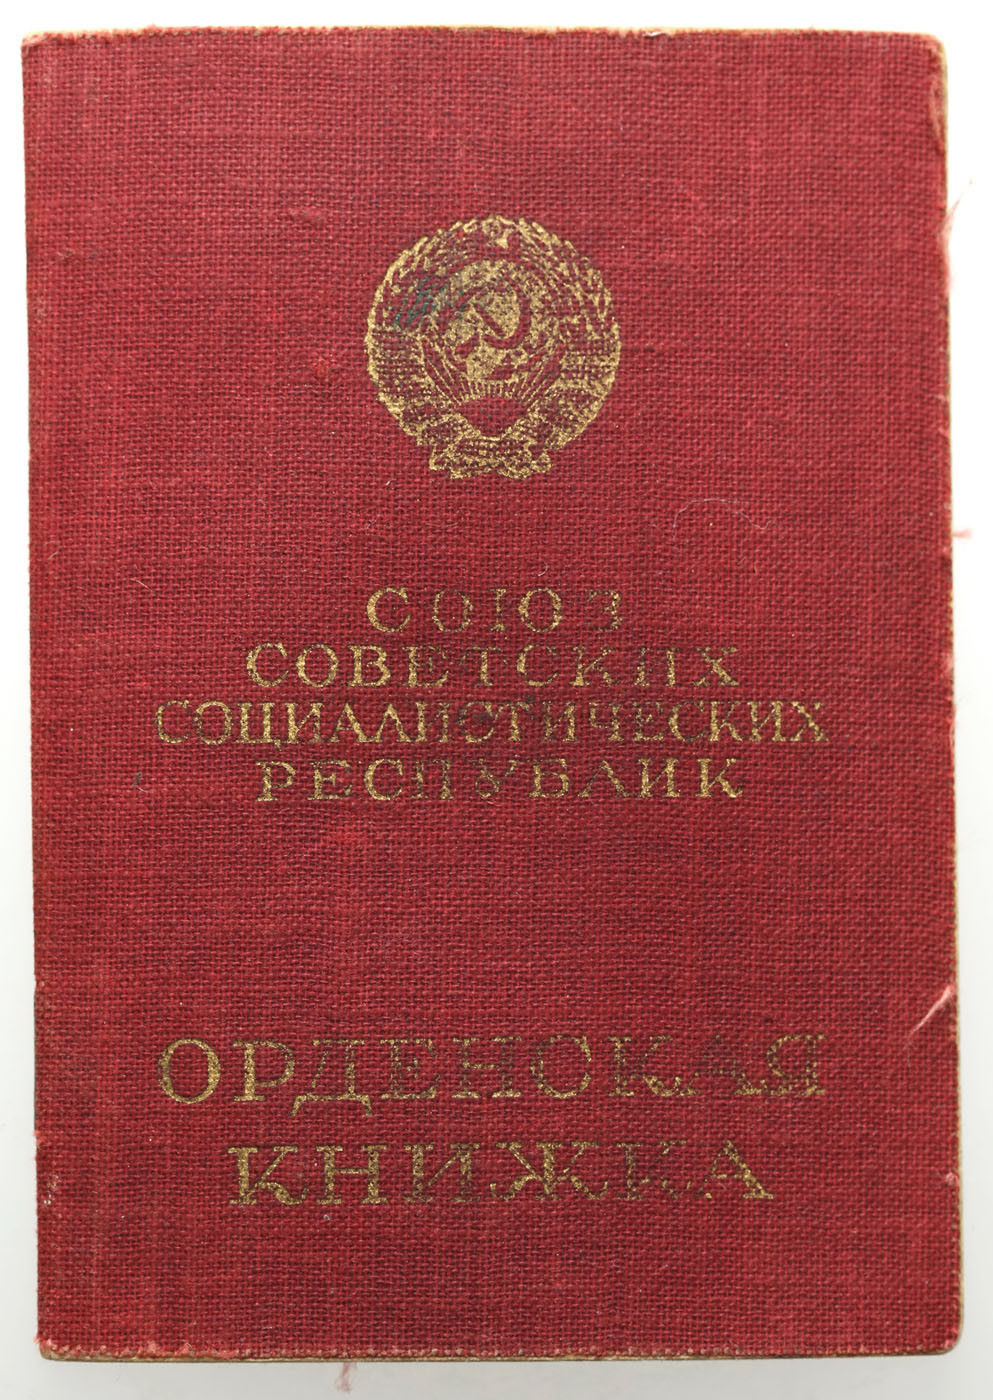 СОЮЗ
СОВЕТСКИХ
СОЦИАЛИСТИЧЕСКИХ
РЕСПУБЛИК
ОРДЕНСКАЯ
КНИЖКА